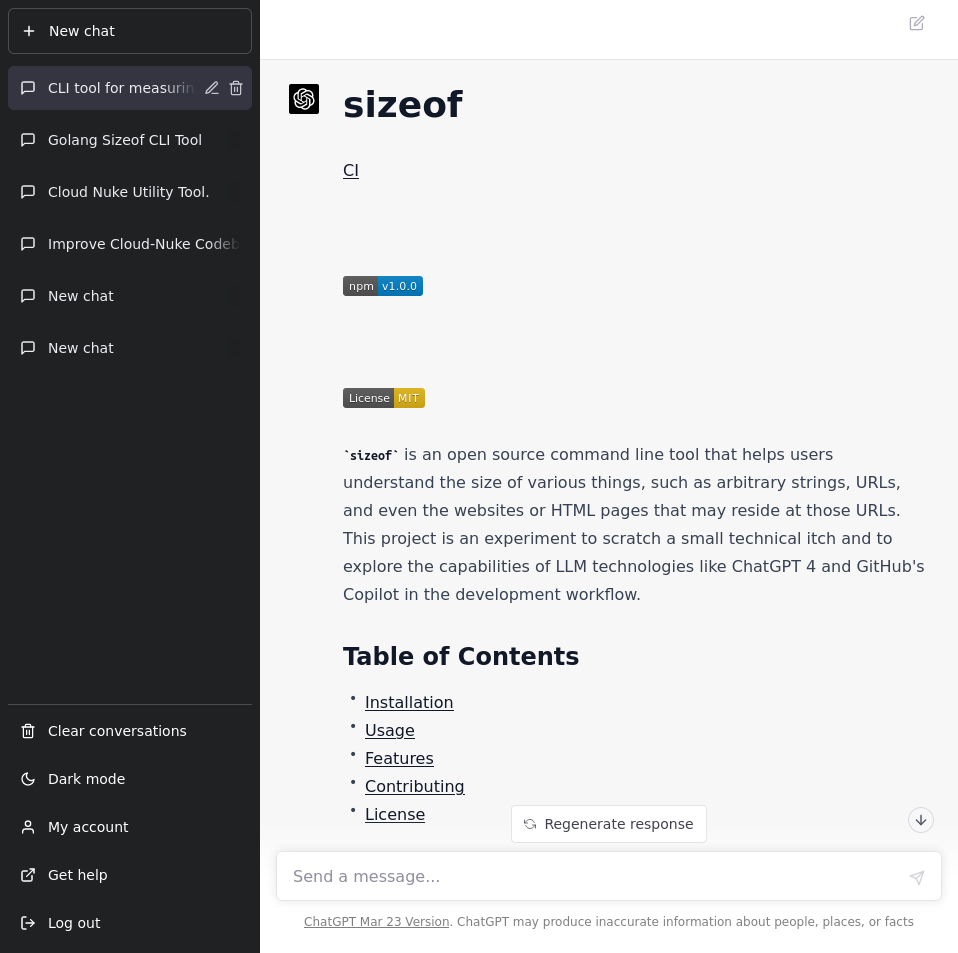 New chat
CLI tool for measurin
Golang Sizeof CLI Tool
Cloud Nuke Utility Tool.
Improve Cloud-Nuke Codeb
New chat
New chat
Clear conversations
Dark mode
My account
Get help
Log out
sizeof
CI
npm v1.0.0
License MIT
`sizeof` is an open source command line tool that helps users
understand the size of various things, such as arbitrary strings, URLs,
and even the websites or HTML pages that may reside at those URLs.
This project is an experiment to scratch a small technical itch and to
explore the capabilities of LLM technologies like ChatGPT 4 and GitHub's
Copilot in the development workflow.
Table of Contents
• Installation
• Usage
• Features
• Contributing
• License
Regenerate response
Send a message...
ChatGPT Mar 23 Version. ChatGPT may produce inaccurate information about people, places, or facts